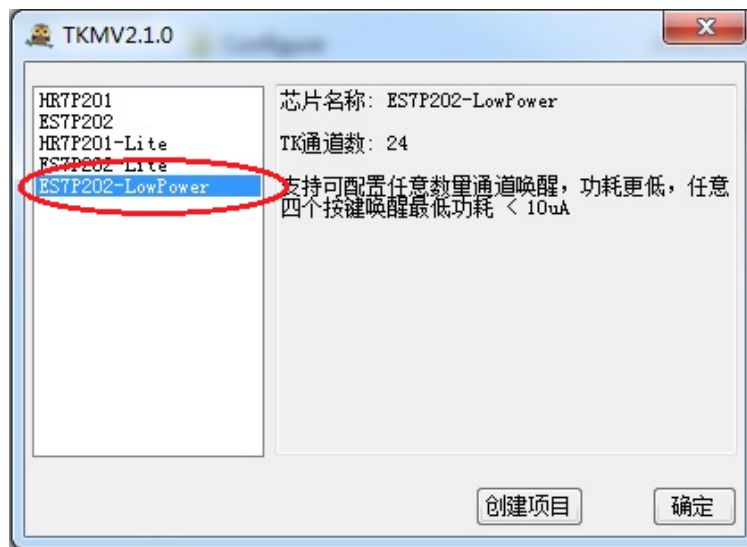 TKMV2.1.0
HR7P201
ES7P202
HR7P201-Lite
ES7P202-Lite
ES7P202-LowPower
芯片名称: ES7P202-LowPower
TK通道数: 24
支持可配置任意数量通道唤醒，功耗更低，任意
四个按键唤醒最低功耗 < 10uA
创建项目
确定